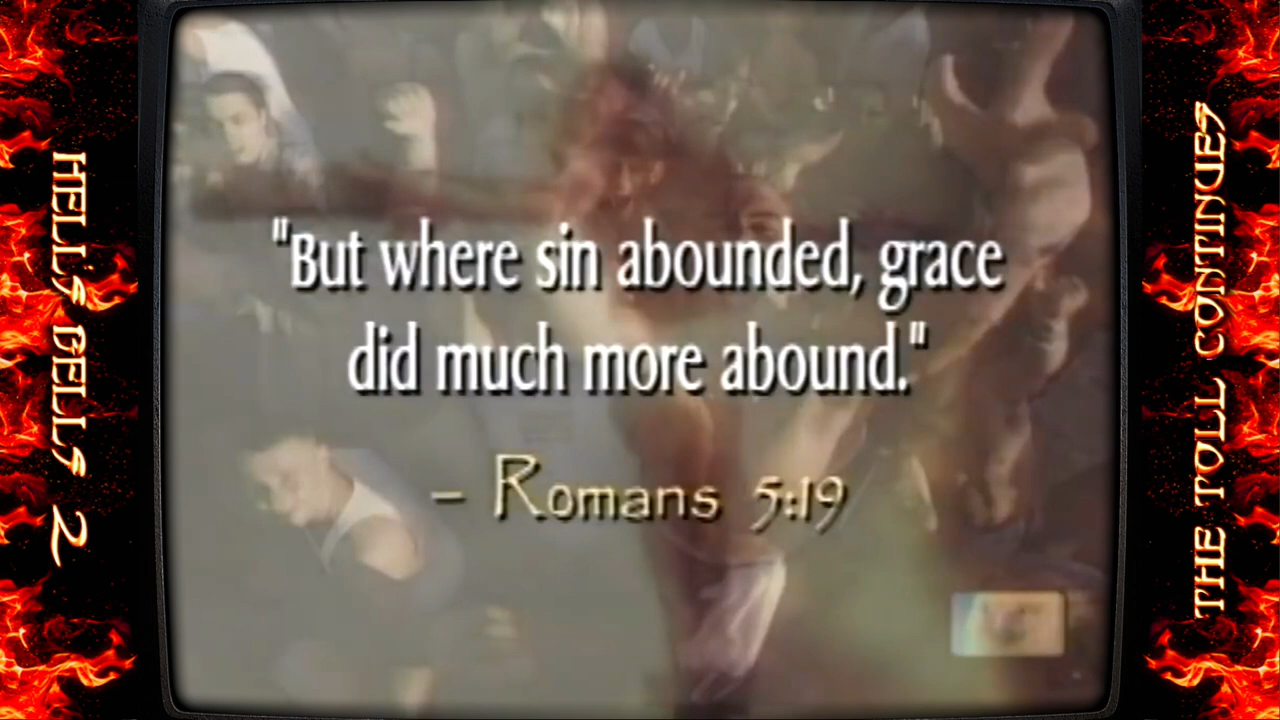 HELL'S BELLS 2
"But where sin abounded, grace
did much more abound."
– Romans 5:19
THE TOLL CONTINUES